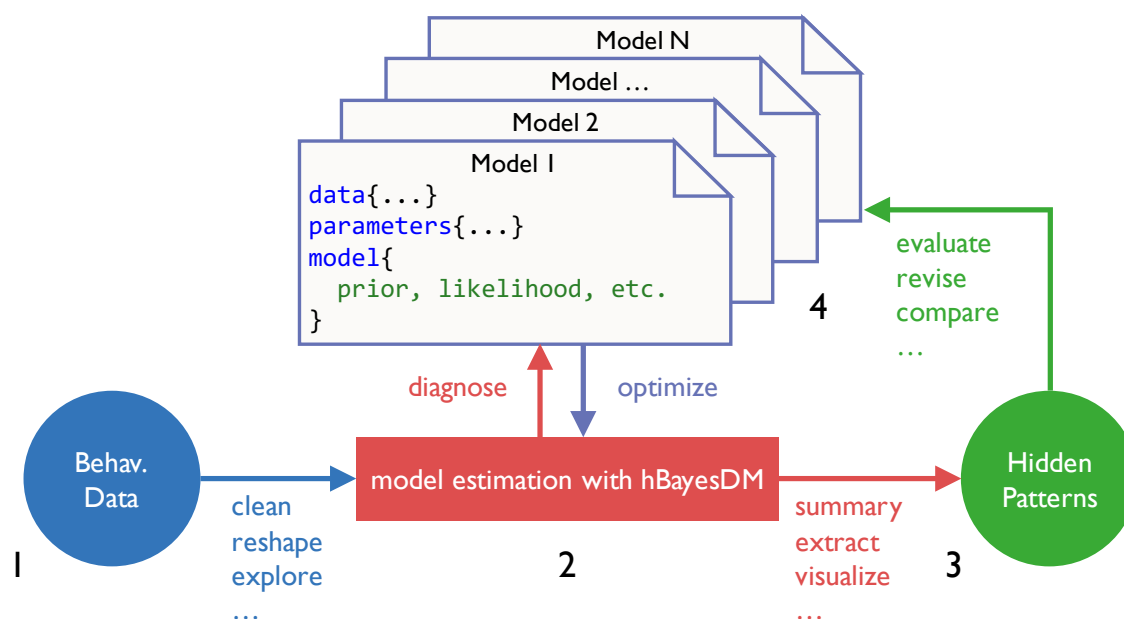 Model N
Model …
Model 2
Model 1
data{...}
parameters{...}
model{
prior, likelihood, etc.
}
evaluate
revise
compare
…
4
diagnose
optimize
Behav.
Data
model estimation with hBayesDM
Hidden
Patterns
clean
reshape
explore
…
summary
extract
visualize
…
1
2
3